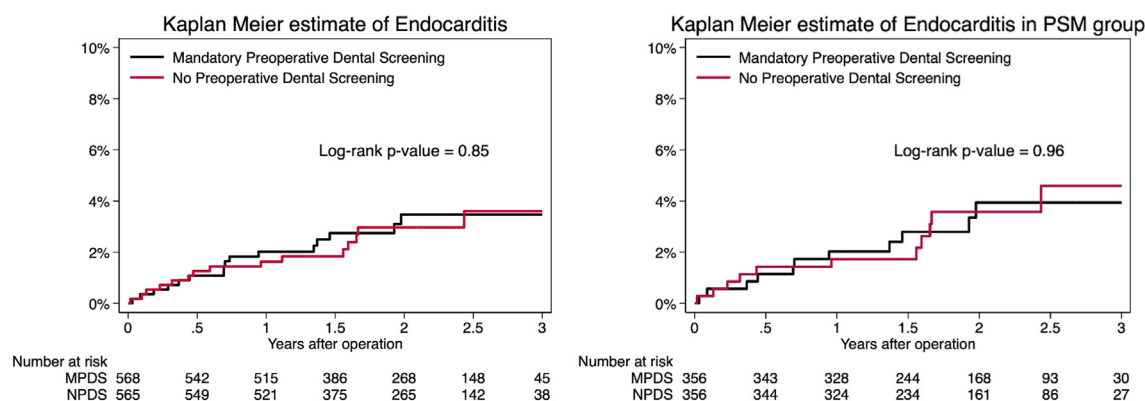 Kaplan Meier estimate of Endocarditis
10%
8%
6%
4%
2%
0%
Mandatory Preoperative Dental Screening
No Preoperative Dental Screening
Log-rank p-value = 0.85
0 .5 1 1.5 2 2.5 3
Years after operation
Number at risk
MPDS 568 542 515 386 268 148 45
NPDS 565 549 521 375 265 142 38
Kaplan Meier estimate of Endocarditis in PSM group
10%
8%
6%
4%
2%
0%
Mandatory Preoperative Dental Screening
No Preoperative Dental Screening
Log-rank p-value = 0.96
0 .5 1 1.5 2 2.5 3
Years after operation
Number at risk
MPDS 356 343 328 244 168 93 30
NPDS 356 344 324 234 161 86 27